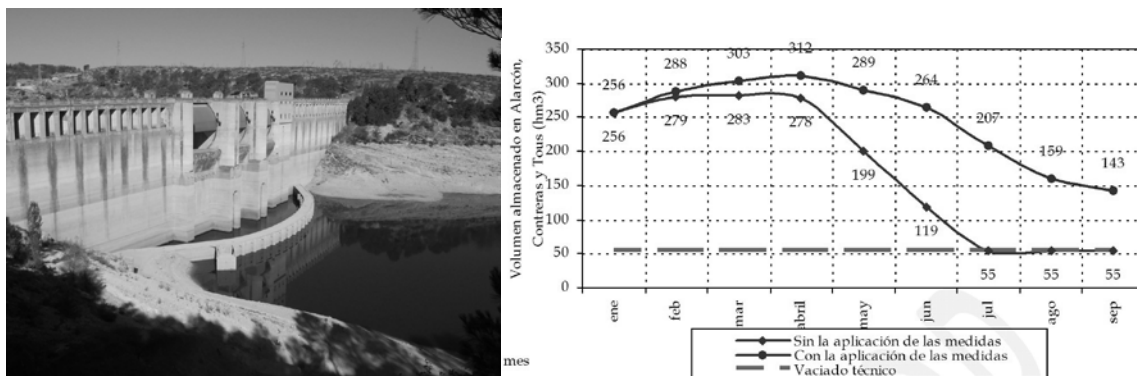 Volumen almacenado en Alarcón,
Contreras y Tous (hm3)
350
300
250
200
150
100
50
0
256
288
303
312
289
264
207
159
143
256
279
283
278
199
119
55
55
55
ene
feb
mar
abril
may
jun
jul
ago
sep
mes
Sin la aplicación de las medidas
Con la aplicación de las medidas
Vaciado técnico